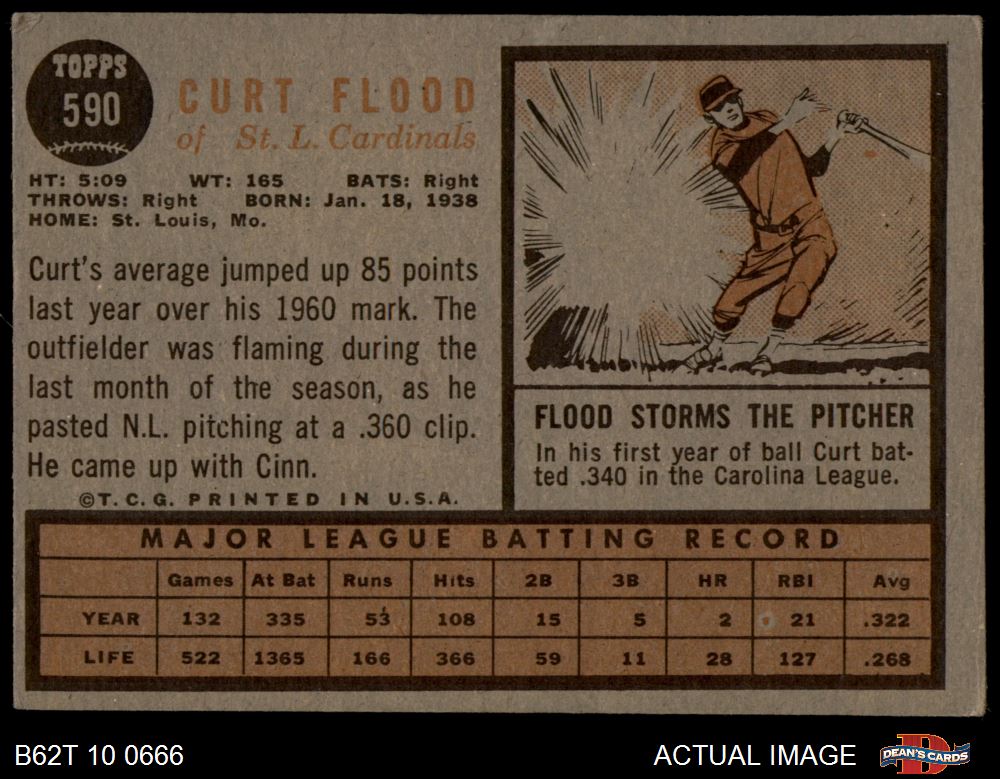 TOPPS
590
CURT FLOOD
of St. L. Cardinals
HT: 5:09 WT: 165 BATS: Right
THROWS: Right BORN: Jan. 18, 1938
HOME: St. Louis, Mo.
Curt's average jumped up 85 points
last year over his 1960 mark. The
outfielder was flaming during the
last month of the season, as he
pasted N.L. pitching at a .360 clip.
He came up with Cinn.
©T.C.G. PRINTED IN U.S.A.
FLOOD STORMS THE PITCHER
In his first year of ball Curt bat-
ted .340 in the Carolina League.
MAJOR LEAGUE BATTING RECORD
Games At Bat Runs Hits 2B 3B HR RBI Avg
YEAR 132 335 53 108 15 5 2 21 .322
LIFE 522 1365 166 366 59 11 28 127 .268
B62T 10 0666 ACTUAL IMAGE DEAN'S CARDS